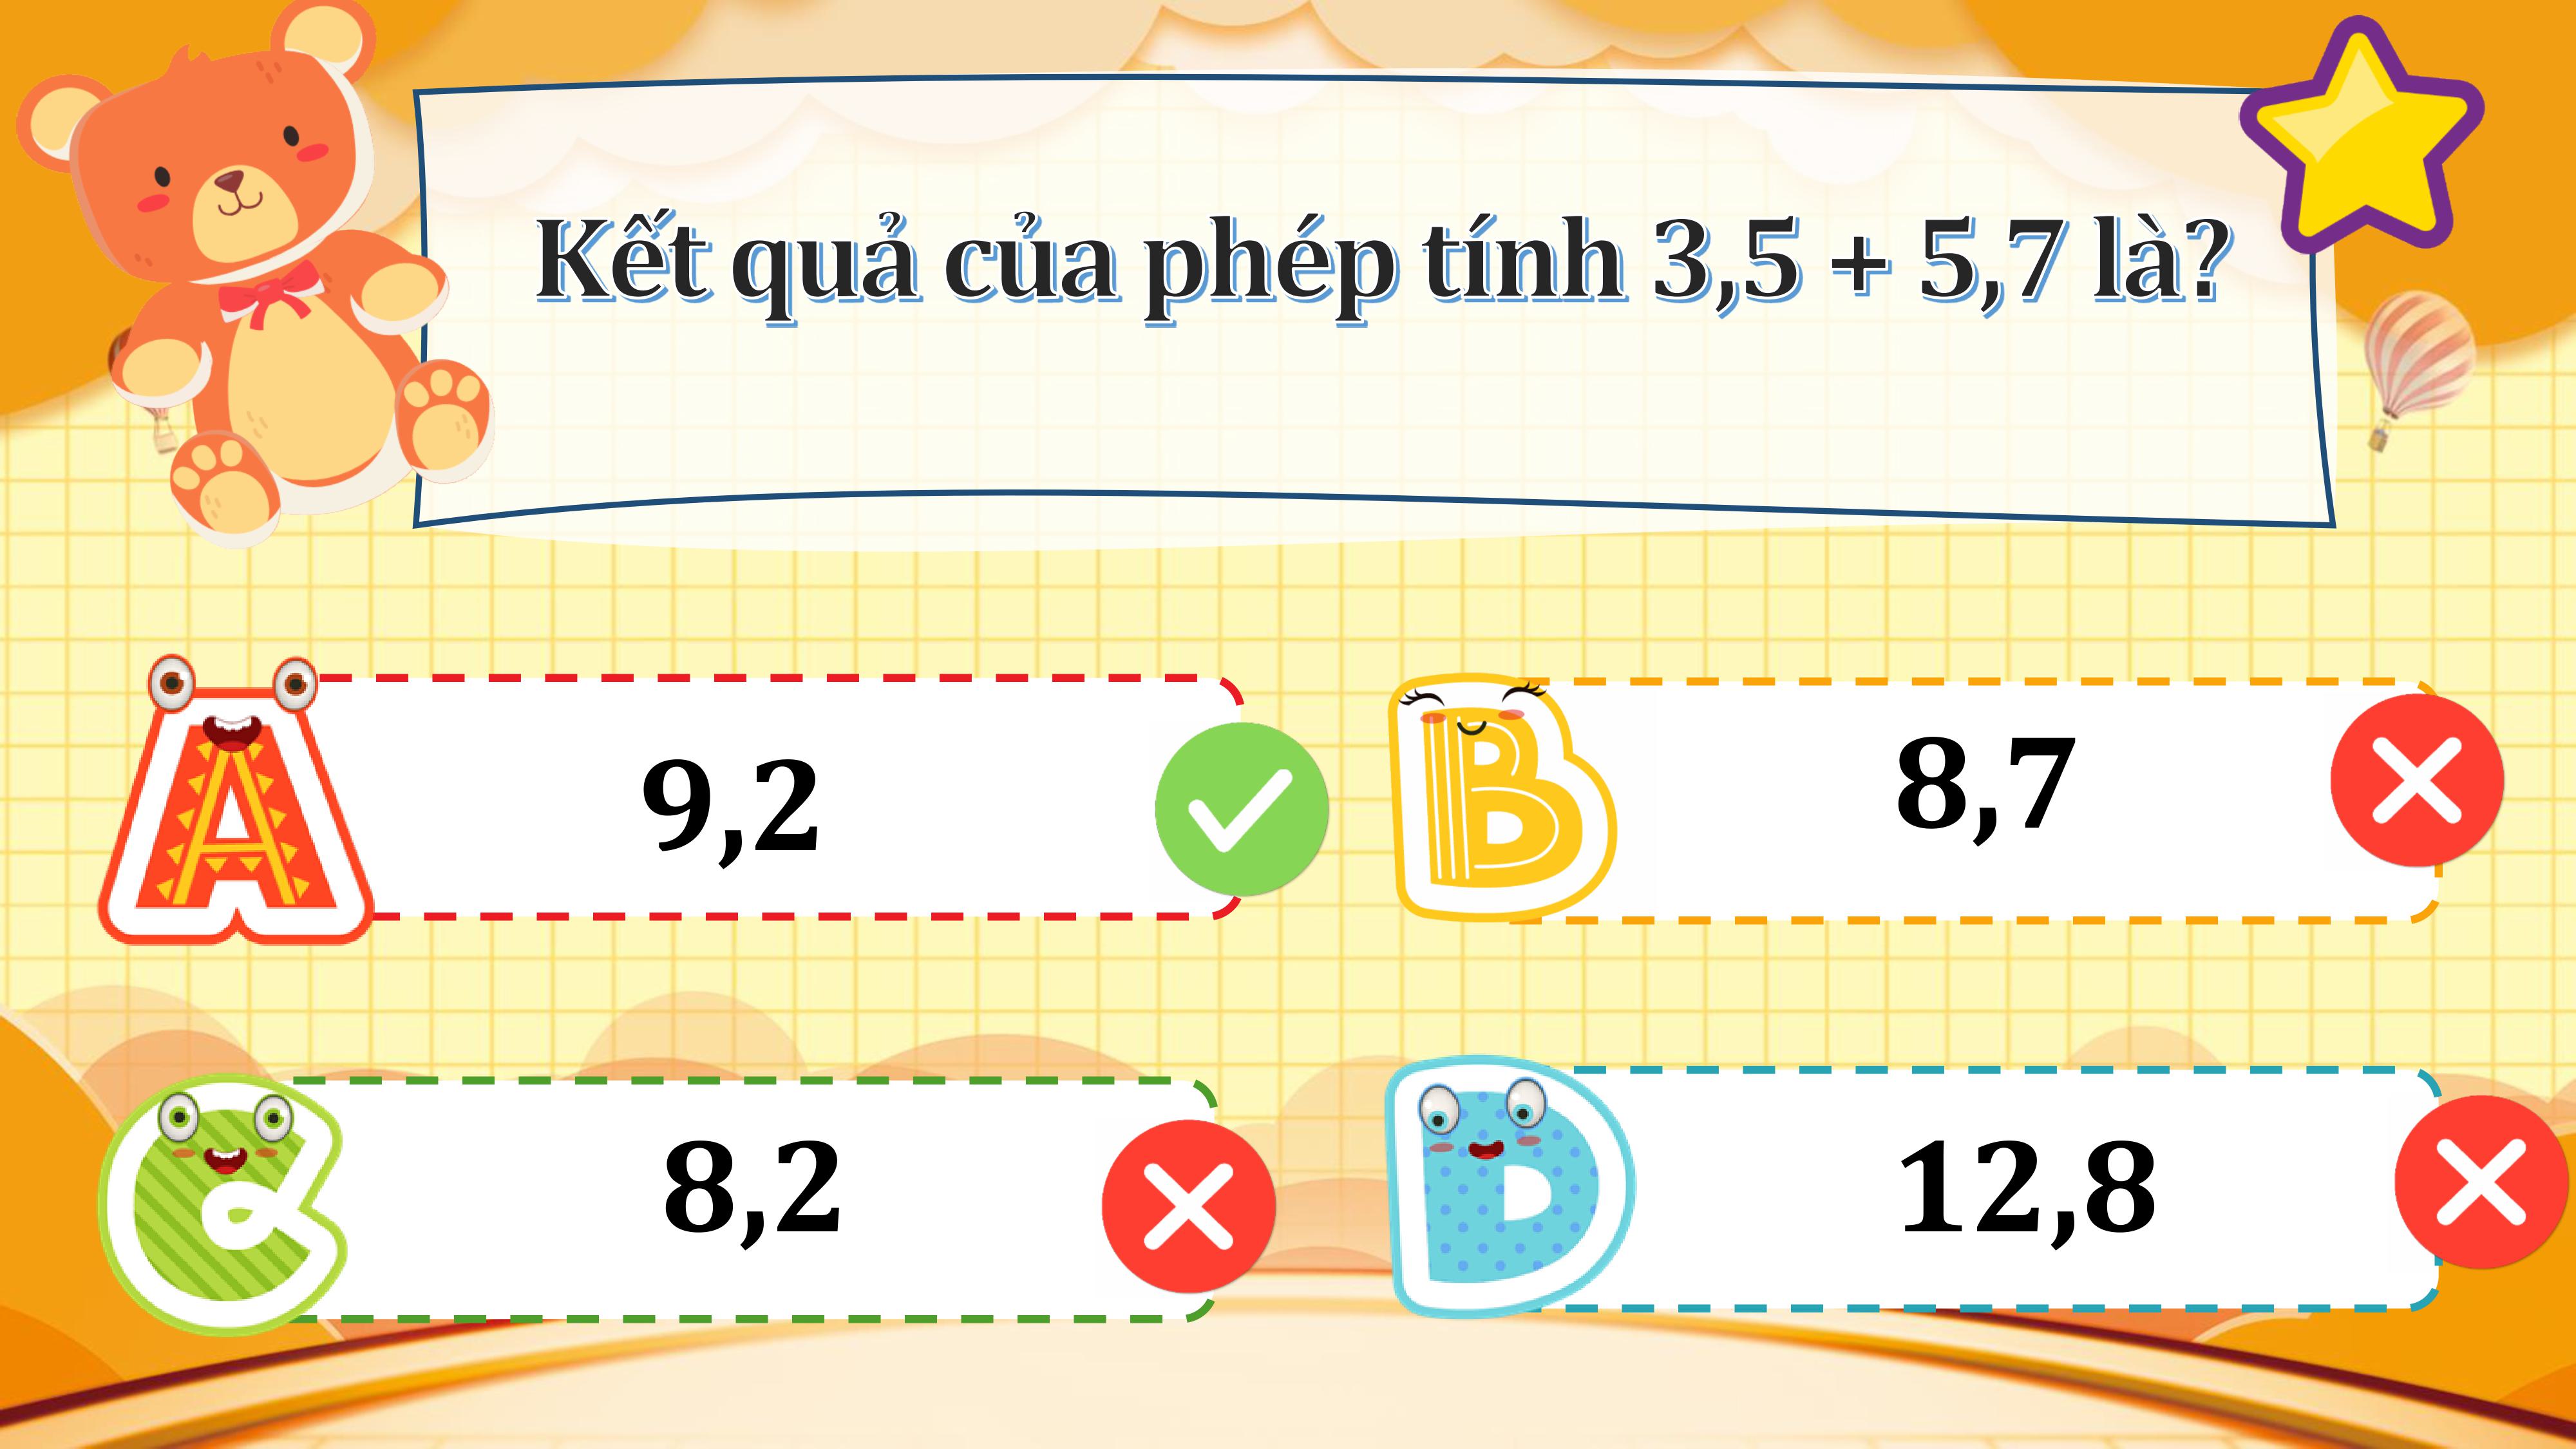 Kết quả của phép tính 3,5 + 5,7 là?
A 9,2
B 8,7
C 8,2
D 12,8